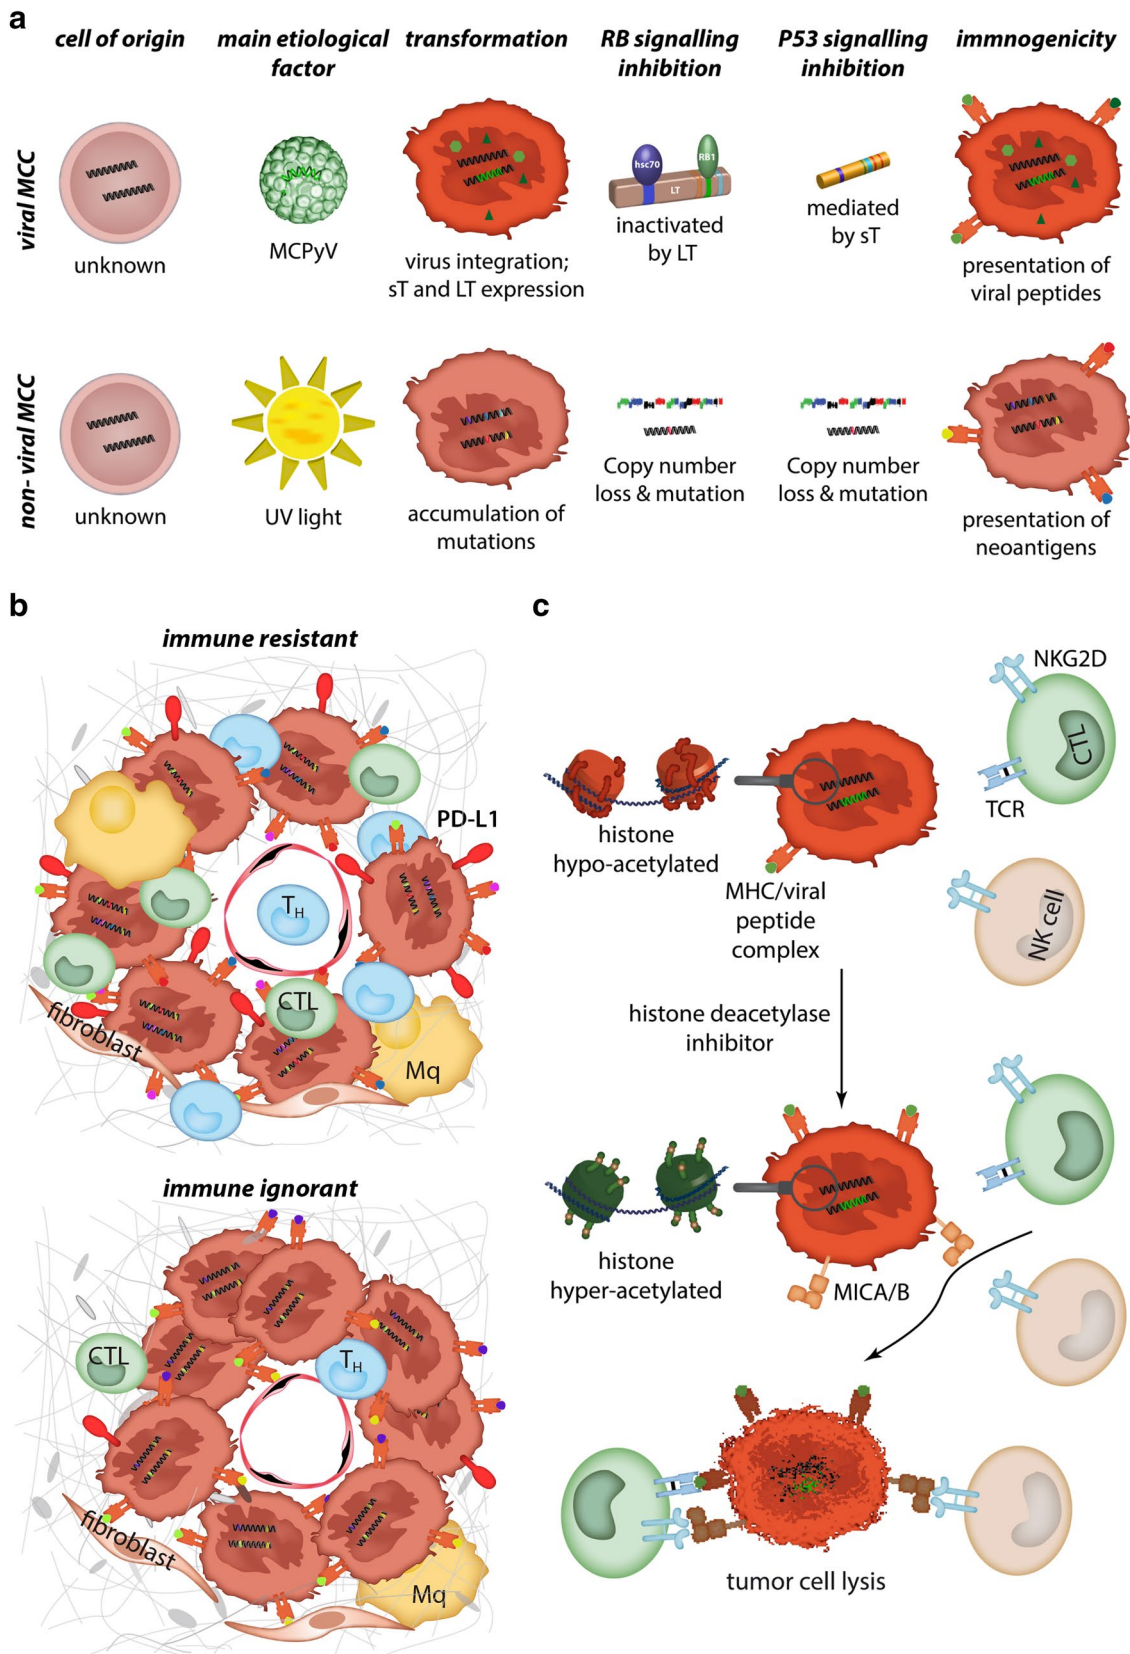 a
cell of origin
main etiological
factor
transformation
RB signalling
inhibition
P53 signalling
inhibition
immnogenicity
viral MCC
unknown
MCPyV
virus integration;
sT and LT expression
hsc70
RB1
LT
inactivated
by LT
mediated
by sT
presentation of
viral peptides
non-viral MCC
unknown
UV light
accumulation of
mutations
Copy number
loss & mutation
Copy number
loss & mutation
presentation of
neoantigens
b
immune resistant
PD-L1
TH
CTL
fibroblast
Mq
immune ignorant
CTL
TH
fibroblast
Mq
c
NKG2D
CTL
TCR
histone
hypo-acetylated
MHC/viral
peptide
complex
NK cell
histone deacetylase
inhibitor
histone
hyper-acetylated
MICA/B
tumor cell lysis